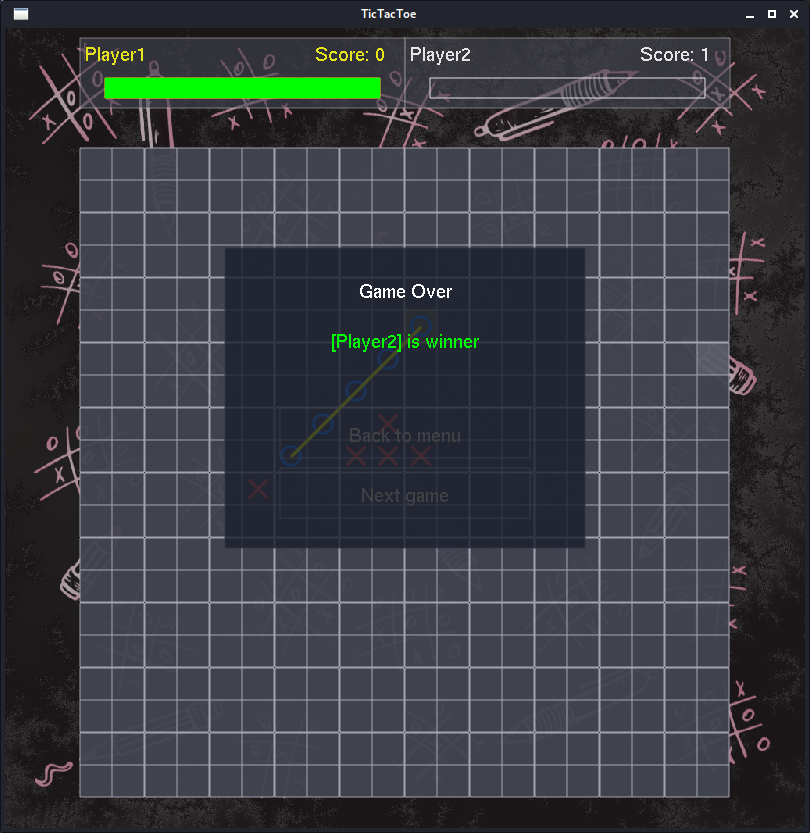 TicTacToe
Player1 Score: 0 Player2 Score: 1
Game Over
[Player2] is winner
Back to menu
Next game